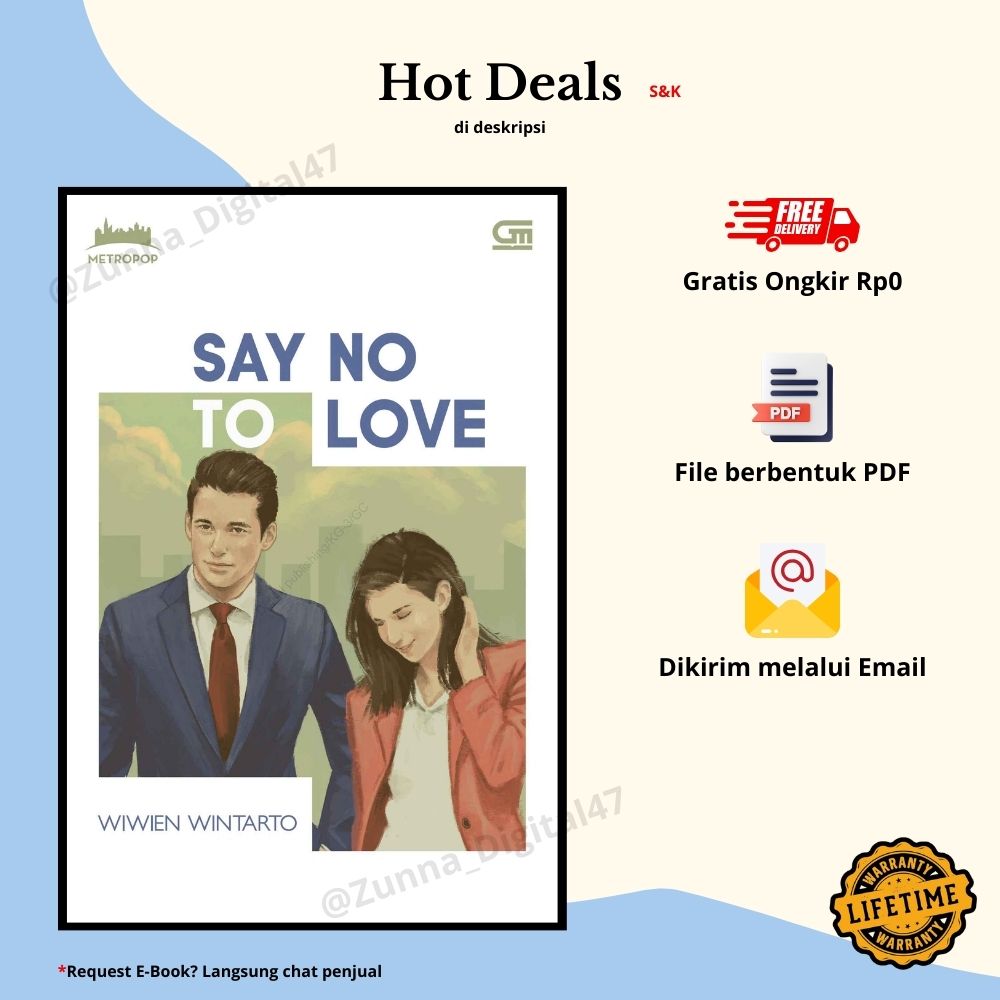 Hot Deals
S&K
di deskripsi
@Zunna_Digital47
METROPOP
GM
SAY NO
TO LOVE
WIWIEN WINTARTO
@Zunna_Digital47
FREE
DELIVERY
Gratis Ongkir Rp0
PDF
File berbentuk PDF
@
Dikirim melalui Email
WARRANTY
LIFETIME
WARRANTY
*Request E-Book? Langsung chat penjual